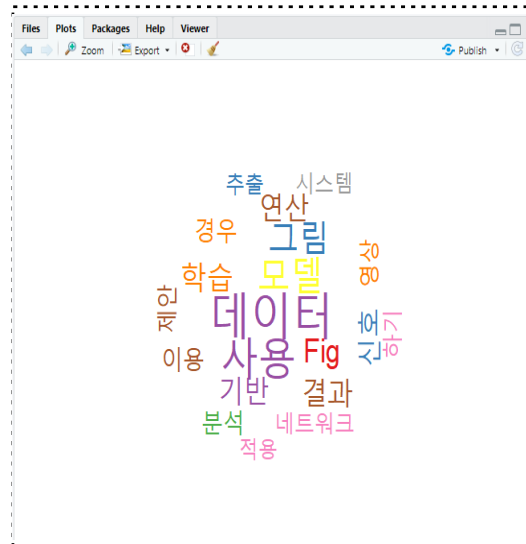 Files Plots Packages Help Viewer
Zoom Export Publish
추출 시스템
연산
경우 그림
영상
학습 모델
제안 데이터
신호 하기
이용 사용 Fig
기반 결과
분석 네트워크
적용